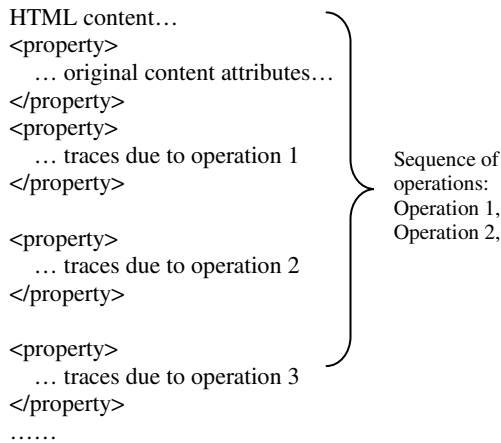 HTML content…
<property>
… original content attributes…
</property>
<property>
… traces due to operation 1
</property>
<property>
… traces due to operation 2
</property>
<property>
… traces due to operation 3
</property>
……
Sequence of
operations:
Operation 1,
Operation 2,